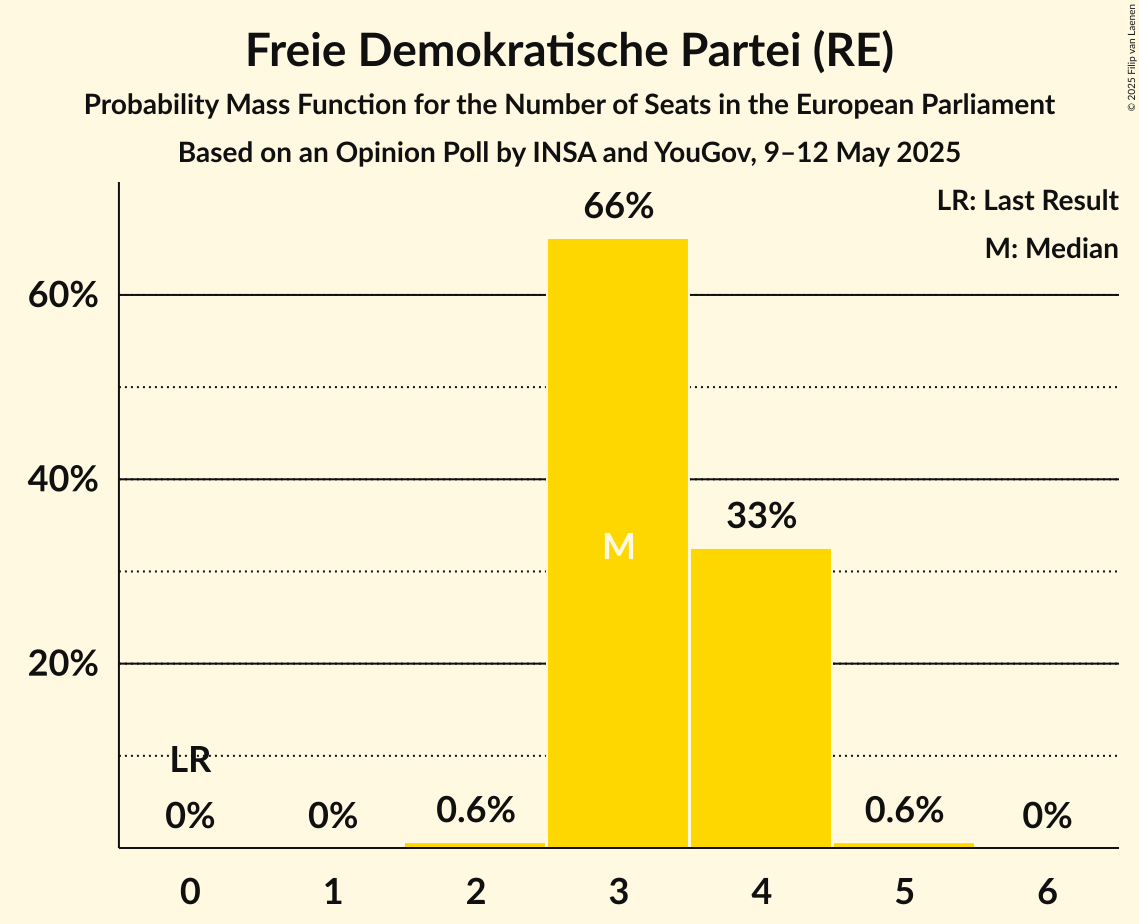 Freie Demokratische Partei (RE)
Probability Mass Function for the Number of Seats in the European Parliament
Based on an Opinion Poll by INSA and YouGov, 9–12 May 2025
© 2025 Filip van Laenen
LR: Last Result
M: Median
66%
60%
40%
33%
M
20%
LR
0%
0%
0.6%
0.6%
0%
0
1
2
3
4
5
6